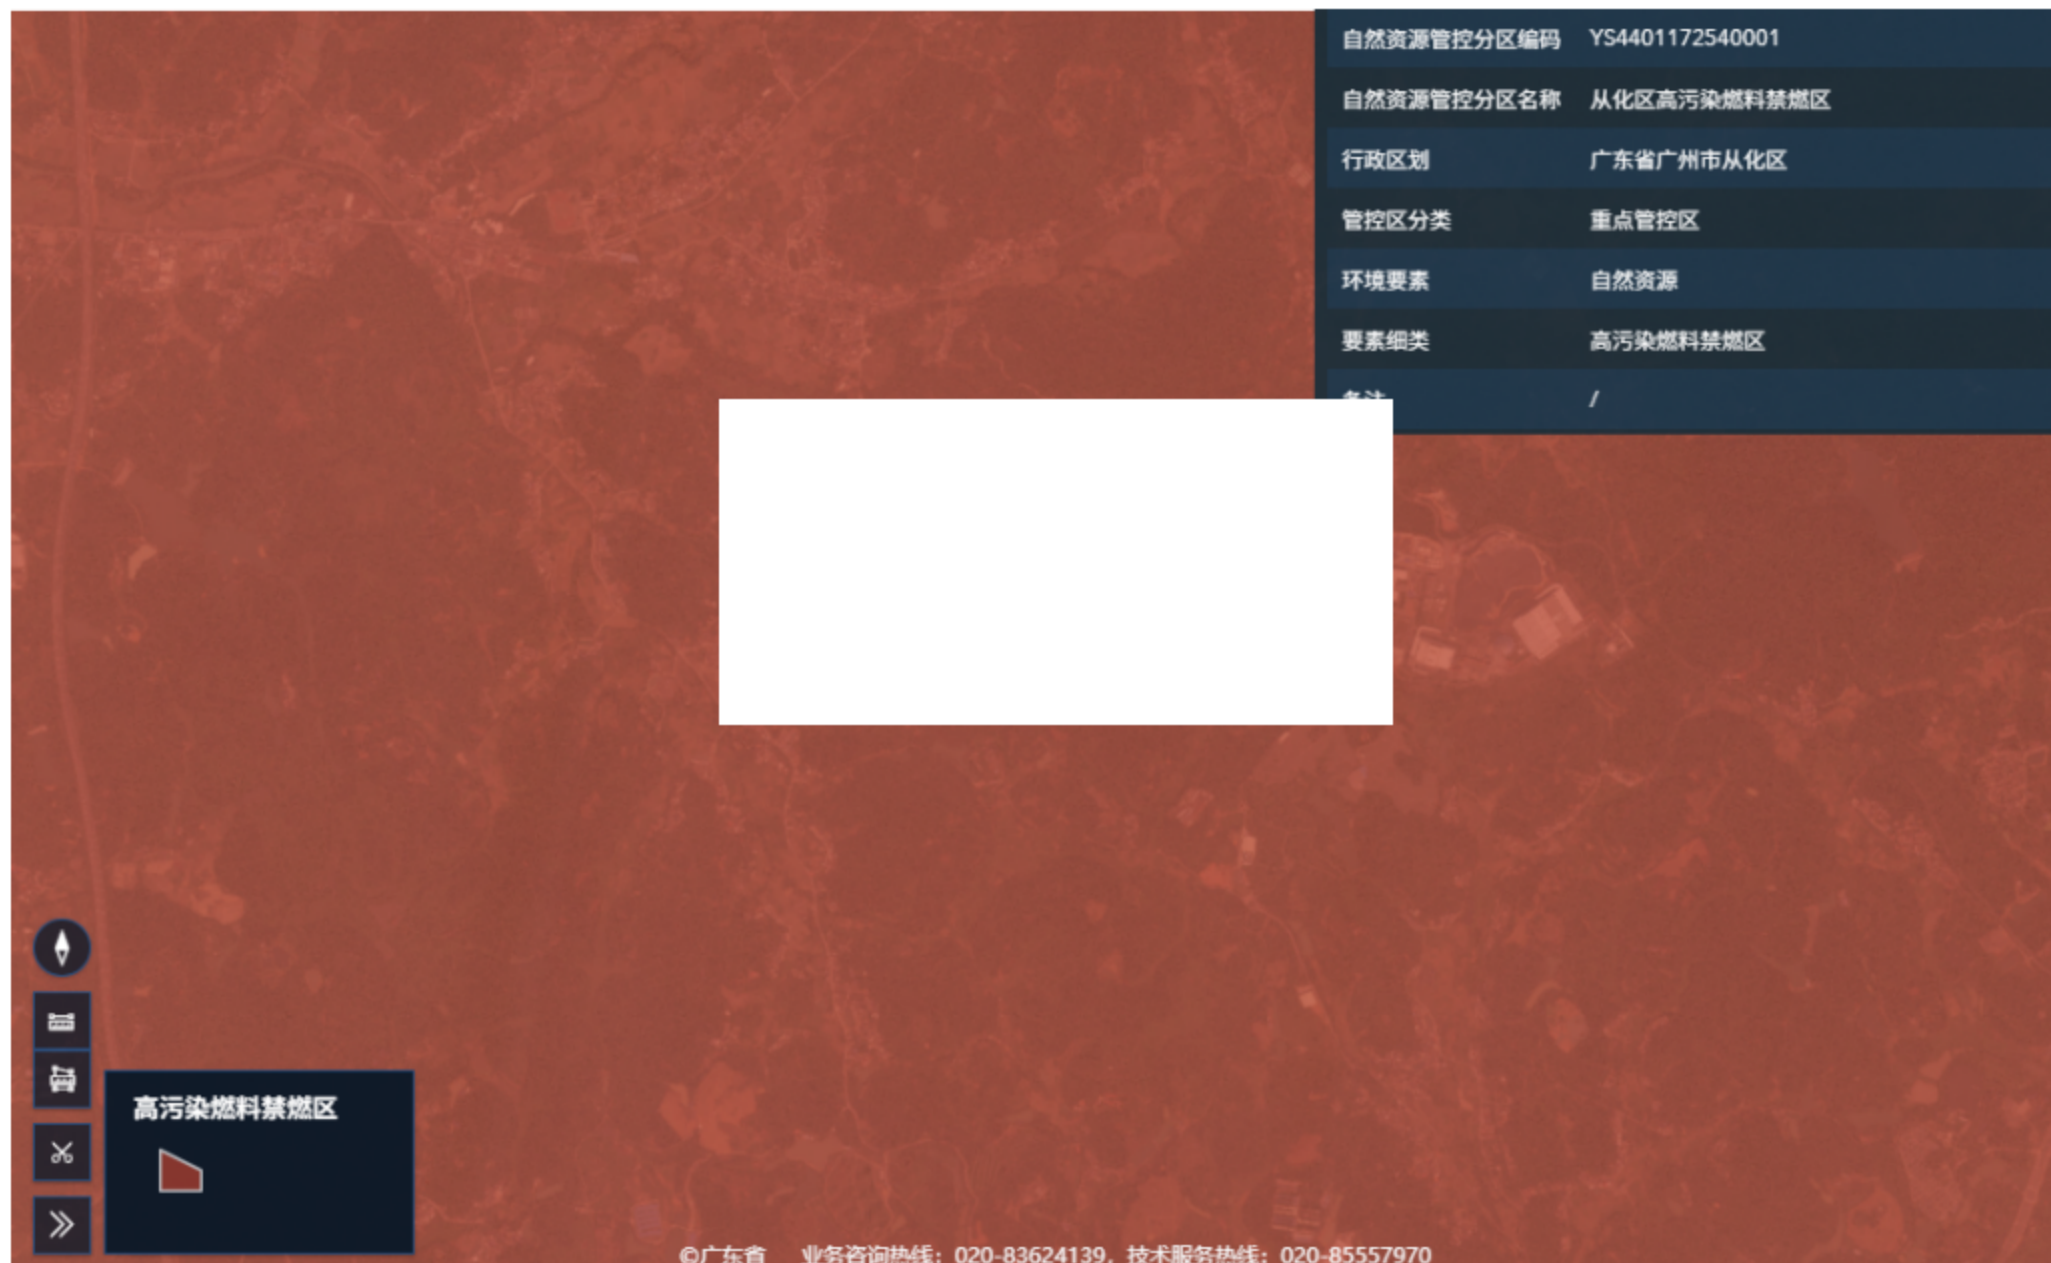 自然资源管控分区编码 YS4401172540001
自然资源管控分区名称 从化区高污染燃料禁燃区
行政区划 广东省广州市从化区
管控区分类 重点管控区
环境要素 自然资源
要素细类 高污染燃料禁燃区
备注 /
高污染燃料禁燃区
©广东省 业务咨询热线：020-83624139，技术服务热线：020-85557970